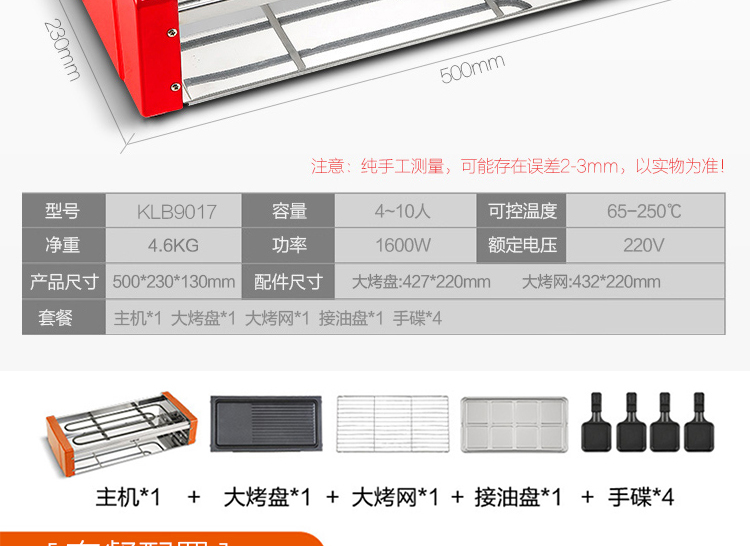 230mm
500mm
注意：纯手工测量，可能存在误差2-3mm，以实物为准！
型号 KLB9017 容量 4~10人 可控温度 65-250℃
净重 4.6KG 功率 1600W 额定电压 220V
产品尺寸 500*230*130mm 配件尺寸 大烤盘:427*220mm 大烤网:432*220mm
套餐 主机*1 大烤盘*1 大烤网*1 接油盘*1 手碟*4
主机*1 + 大烤盘*1 + 大烤网*1 + 接油盘*1 + 手碟*4